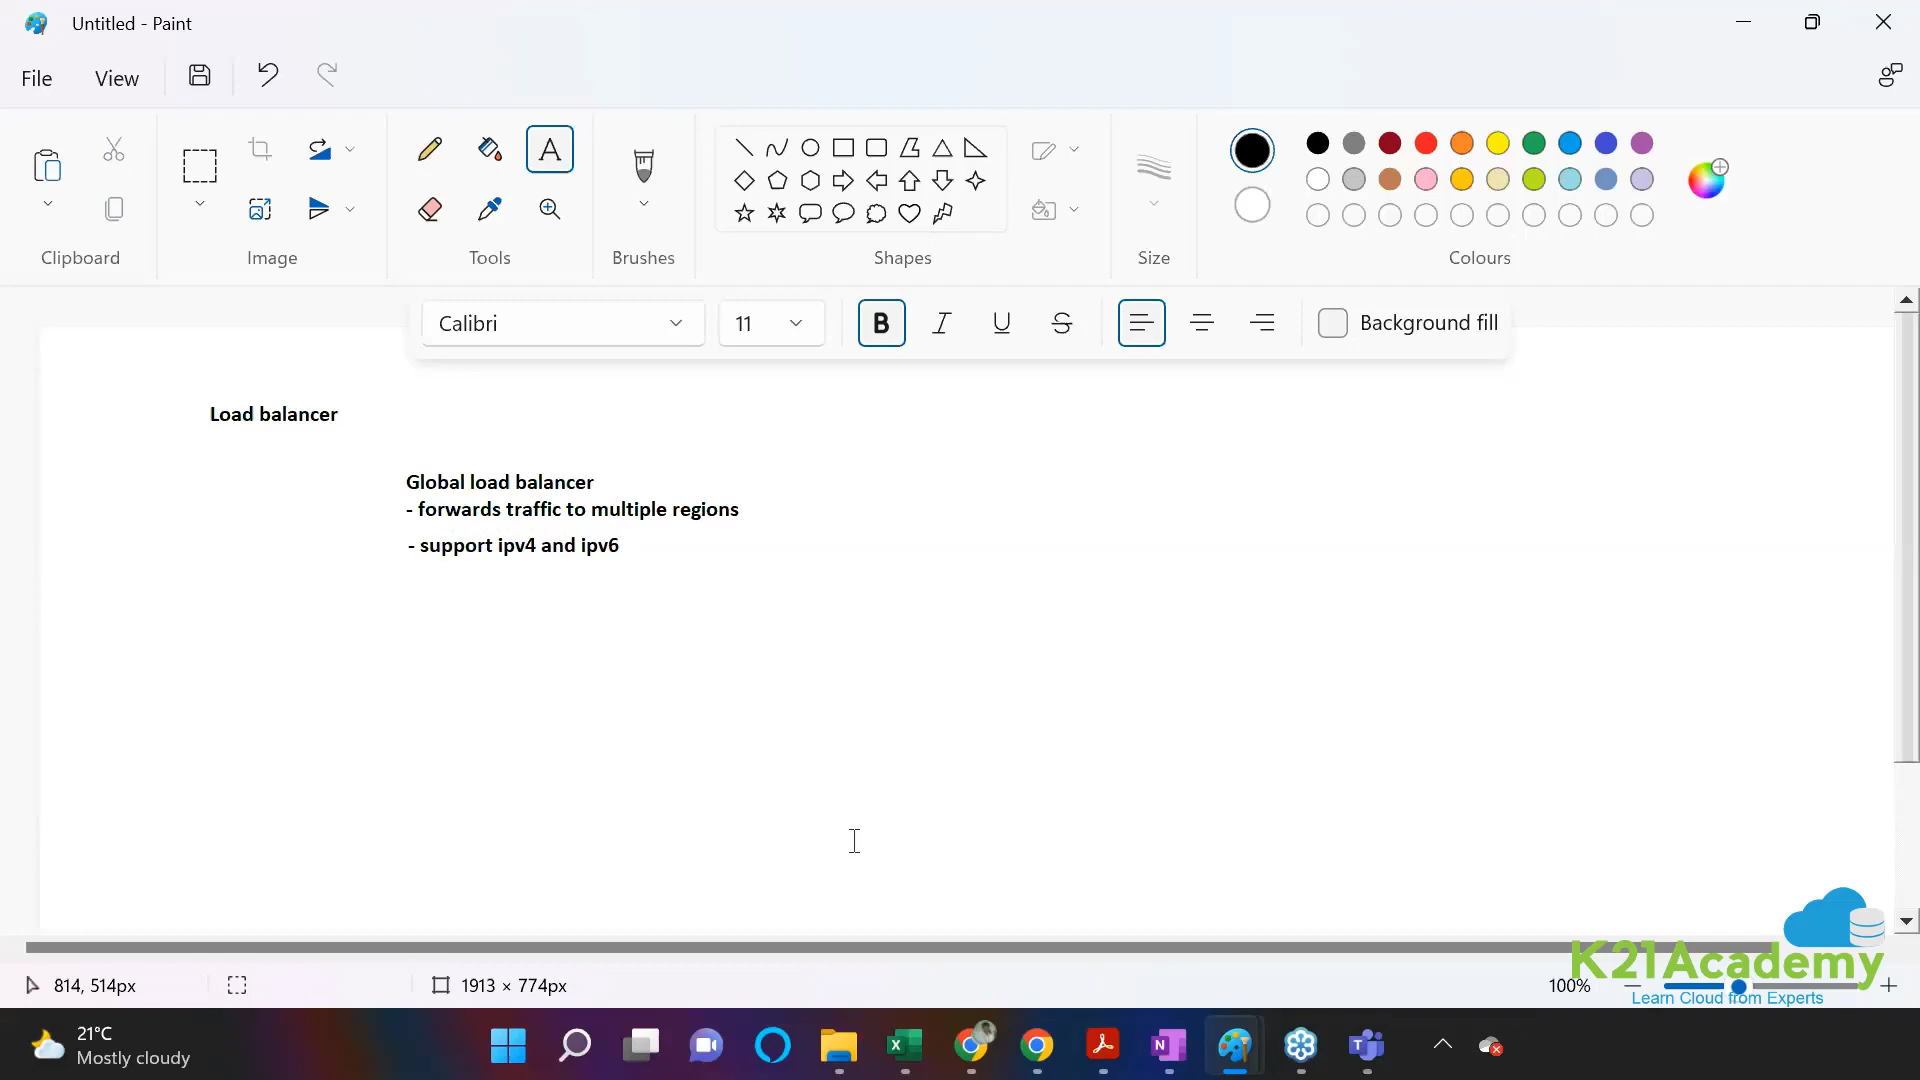 Untitled - Paint
File
View
Clipboard
Image
Tools
Brushes
Shapes
Size
Colours
Calibri
11
B
Background fill
Load balancer
Global load balancer
- forwards traffic to multiple regions
- support ipv4 and ipv6
814, 514px
1913 × 774px
100%
K21Academy
Learn Cloud from Experts
21°C
Mostly cloudy